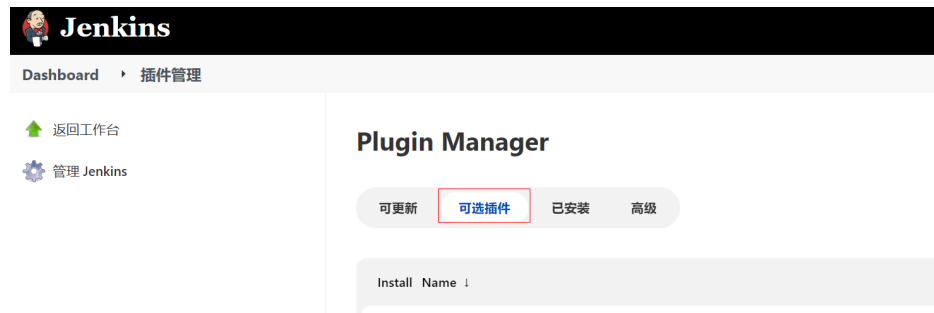 Jenkins
Dashboard 插件管理
返回工作台
管理 Jenkins
Plugin Manager
可更新 可选插件 已安装 高级
Install Name ↓